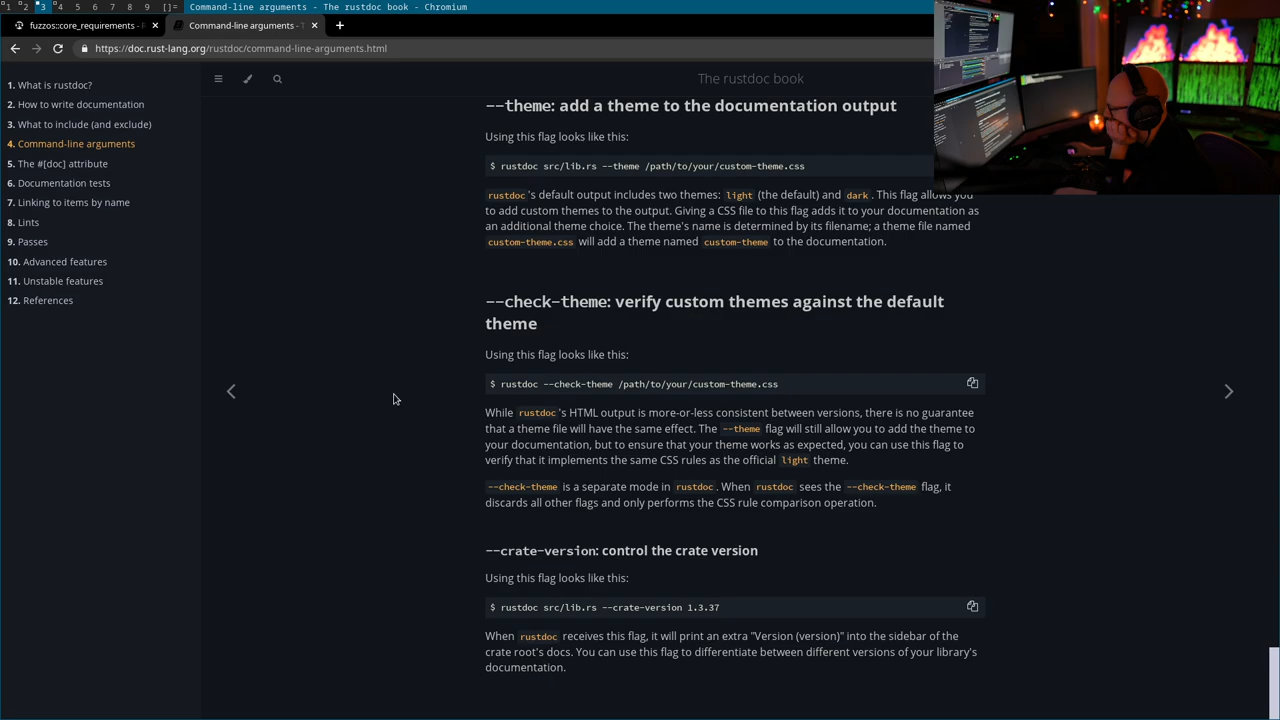 1 2 3 4 5 6 7 8 9 []= Command-line arguments - The rustdoc book - Chromium
fuzzos::core_requirements - R × Command-line arguments - T × +
https://doc.rust-lang.org/rustdoc/command-line-arguments.html
1. What is rustdoc?
2. How to write documentation
3. What to include (and exclude)
4. Command-line arguments
5. The #[doc] attribute
6. Documentation tests
7. Linking to items by name
8. Lints
9. Passes
10. Advanced features
11. Unstable features
12. References
The rustdoc book
--theme: add a theme to the documentation output
Using this flag looks like this:
$ rustdoc src/lib.rs --theme /path/to/your/custom-theme.css
rustdoc's default output includes two themes: light (the default) and dark. This flag allows you
to add custom themes to the output. Giving a CSS file to this flag adds it to your documentation as
an additional theme choice. The theme's name is determined by its filename; a theme file named
custom-theme.css will add a theme named custom-theme to the documentation.
--check-theme: verify custom themes against the default
theme
Using this flag looks like this:
$ rustdoc --check-theme /path/to/your/custom-theme.css
While rustdoc's HTML output is more-or-less consistent between versions, there is no guarantee
that a theme file will have the same effect. The --theme flag will still allow you to add the theme to
your documentation, but to ensure that your theme works as expected, you can use this flag to
verify that it implements the same CSS rules as the official light theme.
--check-theme is a separate mode in rustdoc. When rustdoc sees the --check-theme flag, it
discards all other flags and only performs the CSS rule comparison operation.
--crate-version: control the crate version
Using this flag looks like this:
$ rustdoc src/lib.rs --crate-version 1.3.37
When rustdoc receives this flag, it will print an extra "Version (version)" into the sidebar of the
crate root's docs. You can use this flag to differentiate between different versions of your library's
documentation.